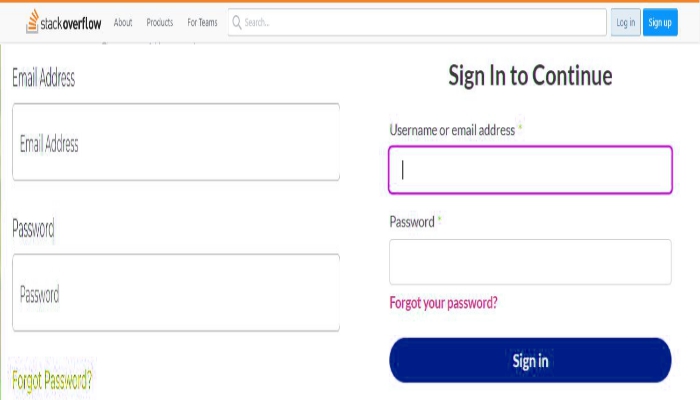 stackoverflow About Products For Teams Search… Log in Sign up
Email Address
Email Address
Password
Password
Forgot Password?
Sign In to Continue
Username or email address *
Password *
Forgot your password?
Sign in